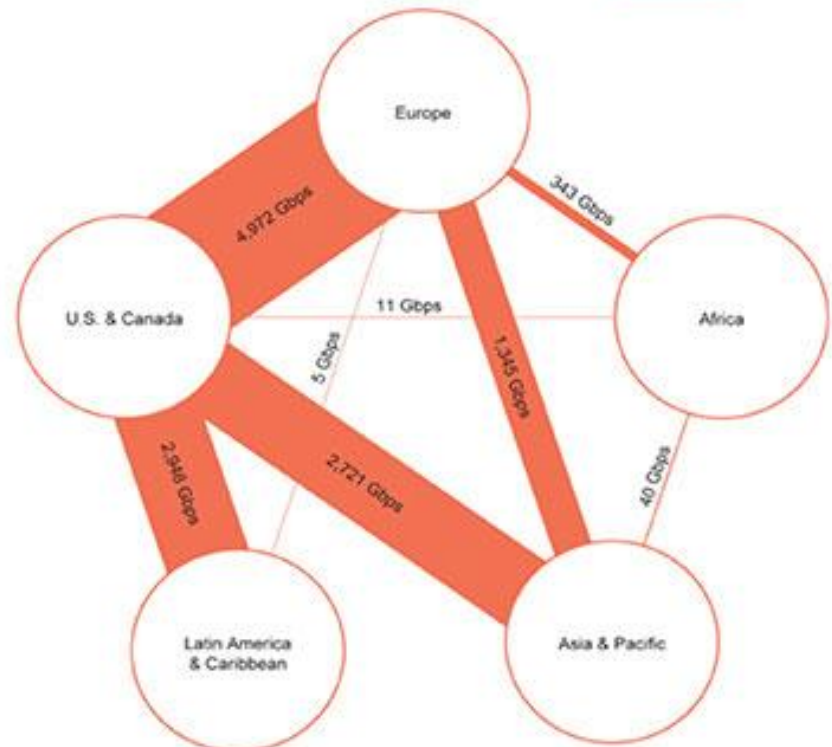 Europe
4,972 Gbps
343 Gbps
U.S. & Canada
11 Gbps
Africa
5 Gbps
1,345 Gbps
2,946 Gbps
2,721 Gbps
40 Gbps
Latin America
& Caribbean
Asia & Pacific